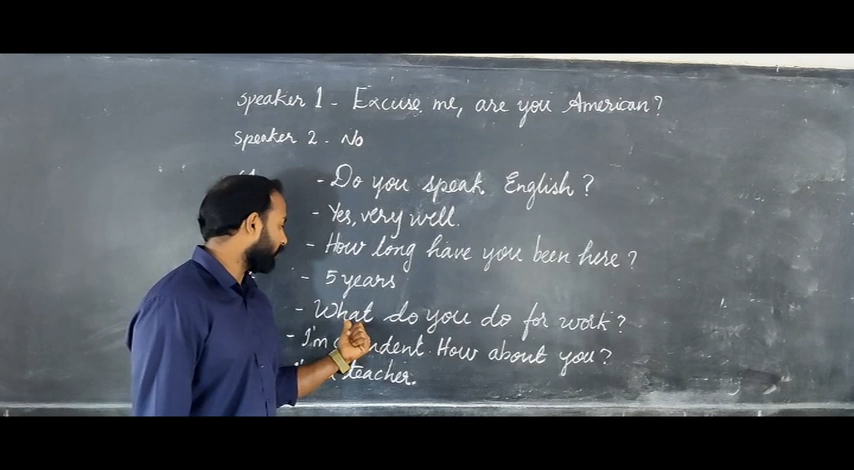 Speaker 1 - Excuse me, are you American?
Speaker 2 - No
- Do you speak English?
- Yes, very well.
- How long have you been here?
- 5 years
- What do you do for work?
- I'm student. How about you?
teacher.